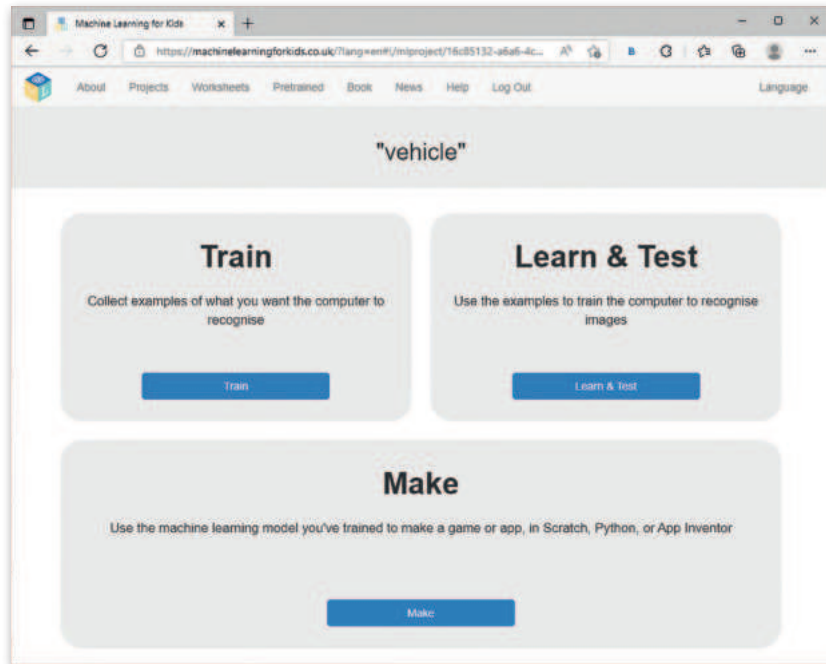 Machine Learning for Kids
https://machinelearningforkids.co.uk/?lang=en#!/mlproject/16c85132-a6a6-4c...
About Projects Worksheets Pretrained Book News Help Log Out Language
"vehicle"
Train
Collect examples of what you want the computer to
recognise
Train
Learn & Test
Use the examples to train the computer to recognise
images
Learn & Test
Make
Use the machine learning model you've trained to make a game or app, in Scratch, Python, or App Inventor
Make